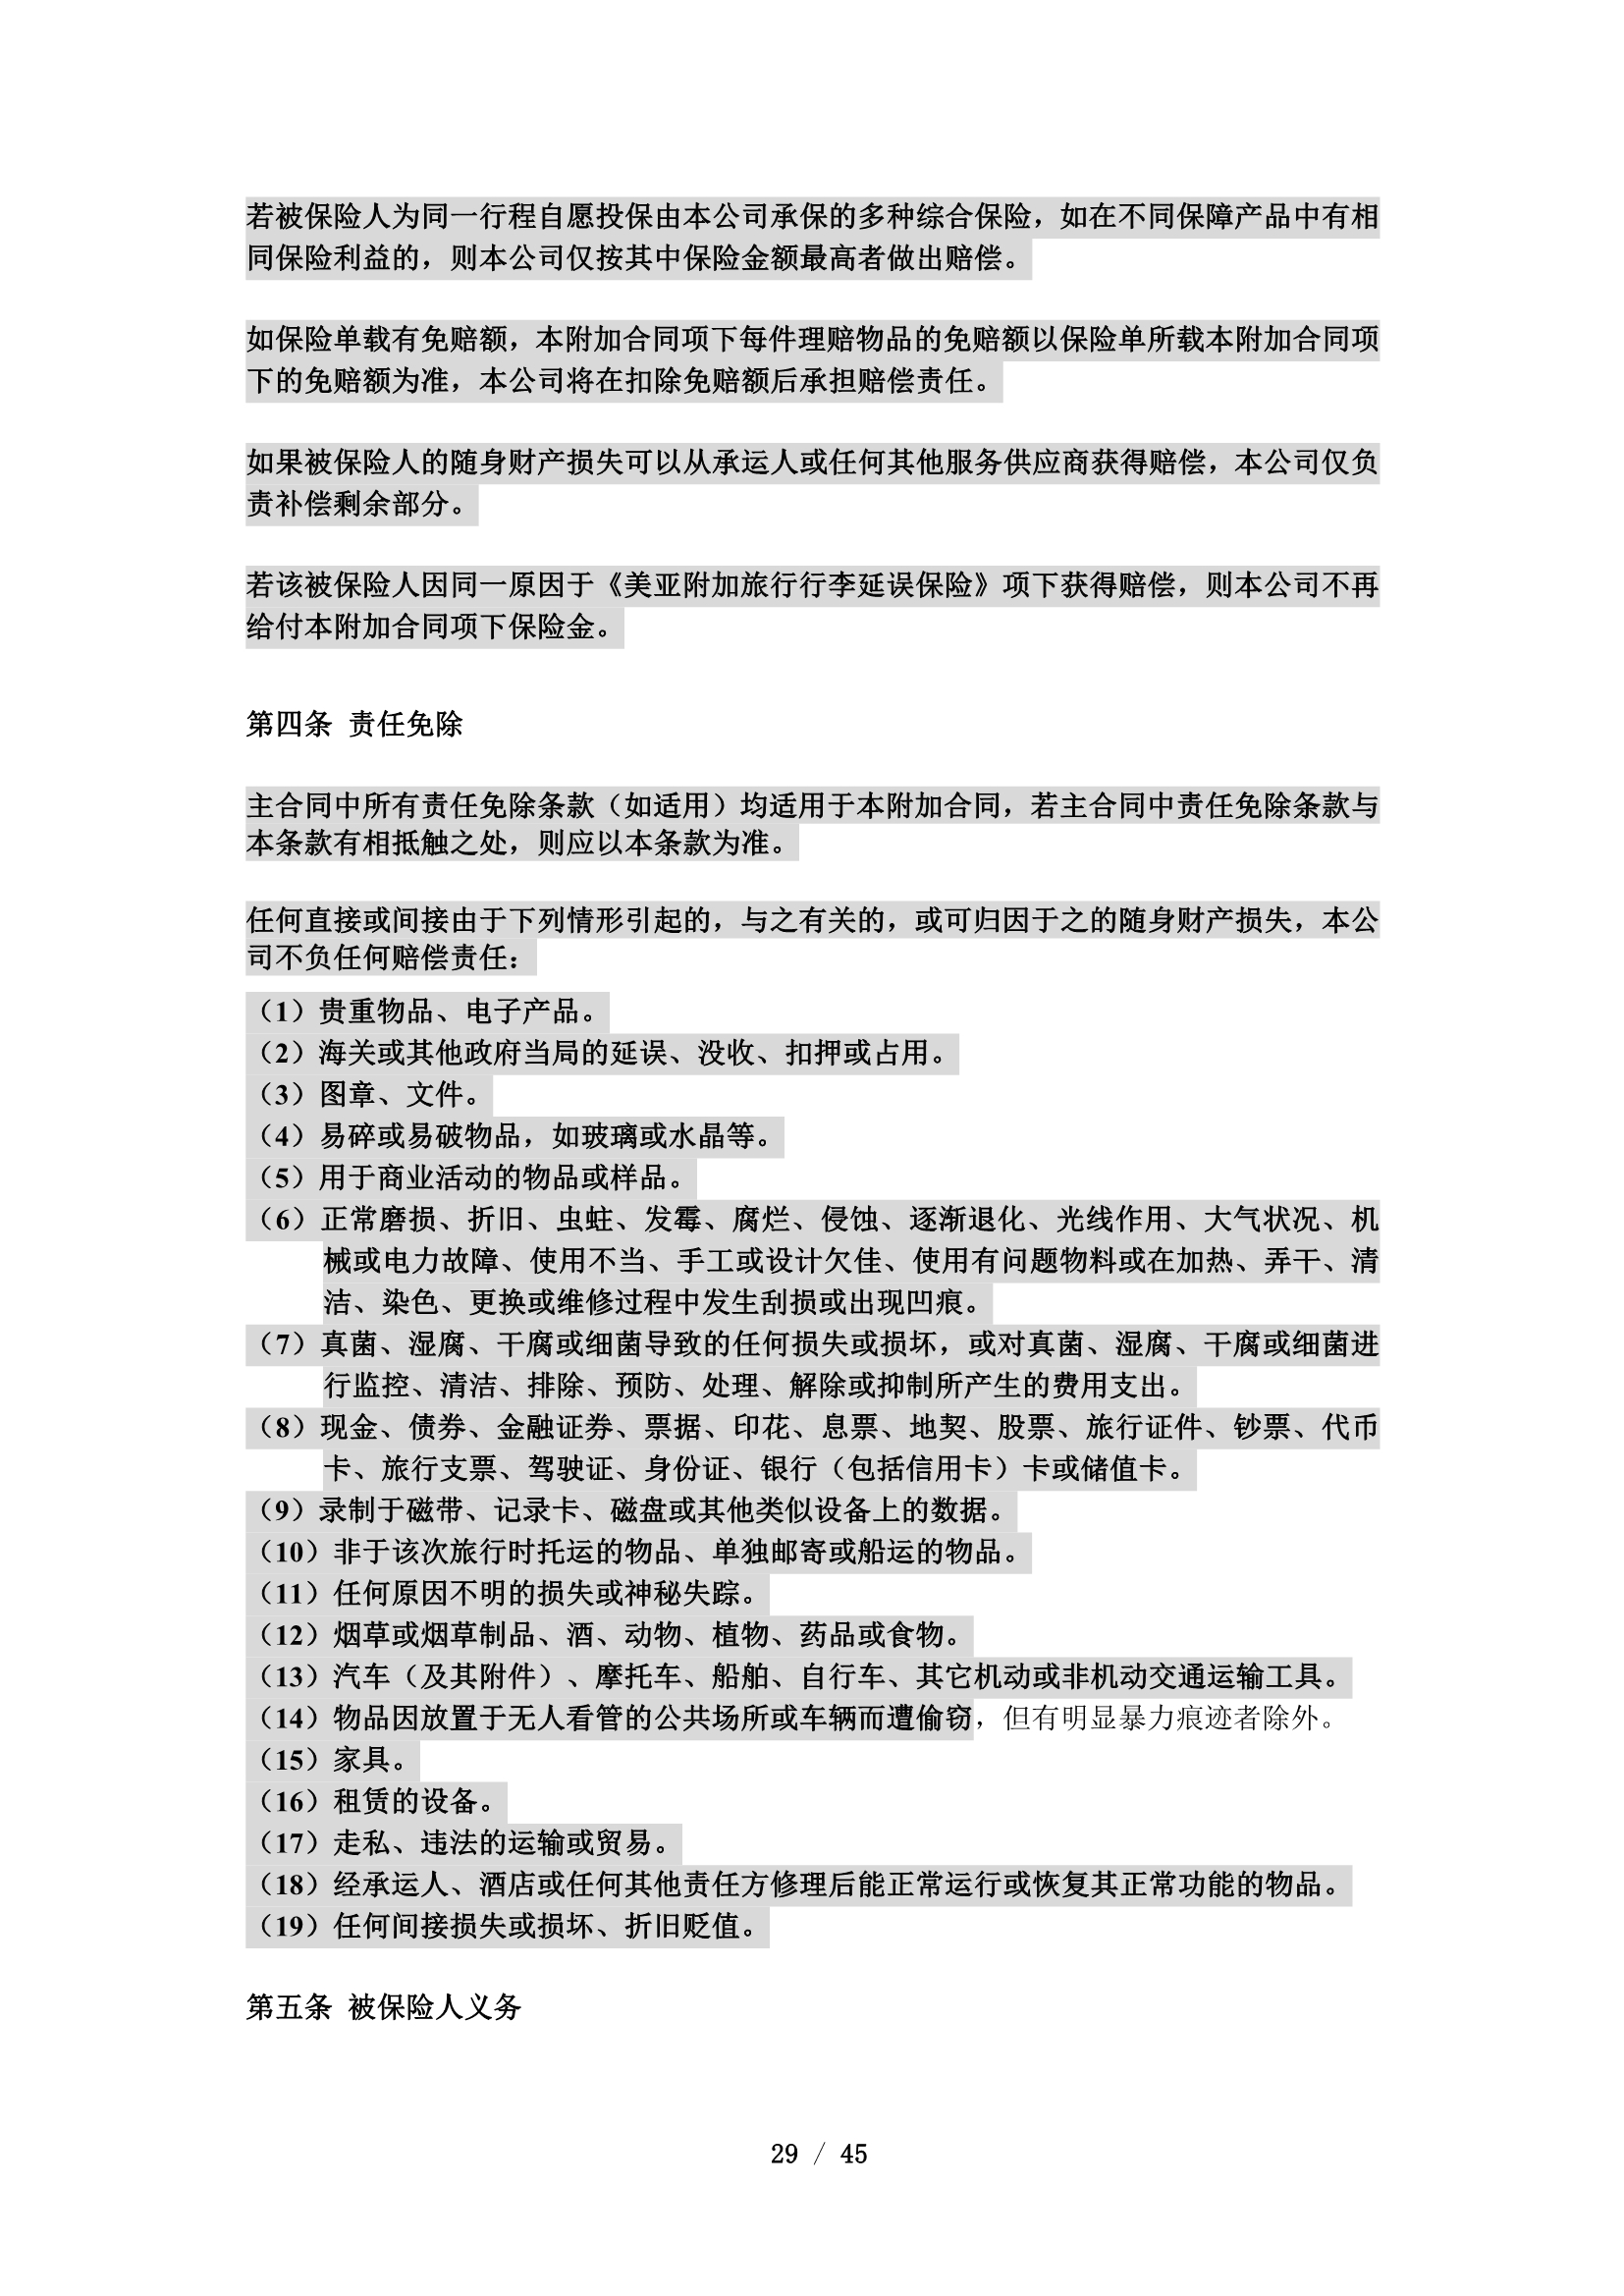 若被保险人为同一行程自愿投保由本公司承保的多种综合保险，如在不同保障产品中有相
同保险利益的，则本公司仅按其中保险金额最高者做出赔偿。
如保险单载有免赔额，本附加合同项下每件理赔物品的免赔额以保险单所载本附加合同项
下的免赔额为准，本公司将在扣除免赔额后承担赔偿责任。
如果被保险人的随身财产损失可以从承运人或任何其他服务供应商获得赔偿，本公司仅负
责补偿剩余部分。
若该被保险人因同一原因于《美亚附加旅行行李延误保险》项下获得赔偿，则本公司不再
给付本附加合同项下保险金。
第四条 责任免除
主合同中所有责任免除条款（如适用）均适用于本附加合同，若主合同中责任免除条款与
本条款有相抵触之处，则应以本条款为准。
任何直接或间接由于下列情形引起的，与之有关的，或可归因于之的随身财产损失，本公
司不负任何赔偿责任：
（1）贵重物品、电子产品。
（2）海关或其他政府当局的延误、没收、扣押或占用。
（3）图章、文件。
（4）易碎或易破物品，如玻璃或水晶等。
（5）用于商业活动的物品或样品。
（6）正常磨损、折旧、虫蛀、发霉、腐烂、侵蚀、逐渐退化、光线作用、大气状况、机
械或电力故障、使用不当、手工或设计欠佳、使用有问题物料或在加热、弄干、清
洁、染色、更换或维修过程中发生刮损或出现凹痕。
（7）真菌、湿腐、干腐或细菌导致的任何损失或损坏，或对真菌、湿腐、干腐或细菌进
行监控、清洁、排除、预防、处理、解除或抑制所产生的费用支出。
（8）现金、债券、金融证券、票据、印花、息票、地契、股票、旅行证件、钞票、代币
卡、旅行支票、驾驶证、身份证、银行（包括信用卡）卡或储值卡。
（9）录制于磁带、记录卡、磁盘或其他类似设备上的数据。
（10）非于该次旅行时托运的物品、单独邮寄或船运的物品。
（11）任何原因不明的损失或神秘失踪。
（12）烟草或烟草制品、酒、动物、植物、药品或食物。
（13）汽车（及其附件）、摩托车、船舶、自行车、其它机动或非机动交通运输工具。
（14）物品因放置于无人看管的公共场所或车辆而遭偷窃，但有明显暴力痕迹者除外。
（15）家具。
（16）租赁的设备。
（17）走私、违法的运输或贸易。
（18）经承运人、酒店或任何其他责任方修理后能正常运行或恢复其正常功能的物品。
（19）任何间接损失或损坏、折旧贬值。
第五条 被保险人义务
29 / 45